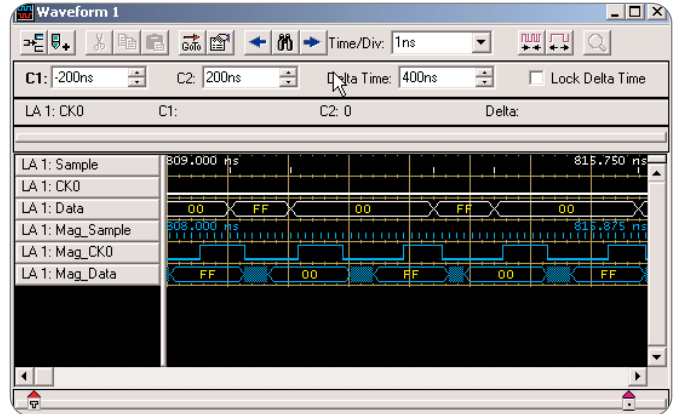 Waveform 1
GoTo Time/Div: 1ns
C1: -200ns C2: 200ns Delta Time: 400ns Lock Delta Time
LA 1: CK0 C1: C2: 0 Delta:
LA 1: Sample 809.000 ns 815.750 ns
LA 1: CK0
LA 1: Data 00 FF 00 FF 00
LA 1: Mag_Sample 808.000 ns 815.875 ns
LA 1: Mag_CK0
LA 1: Mag_Data FF 00 FF 00 FF